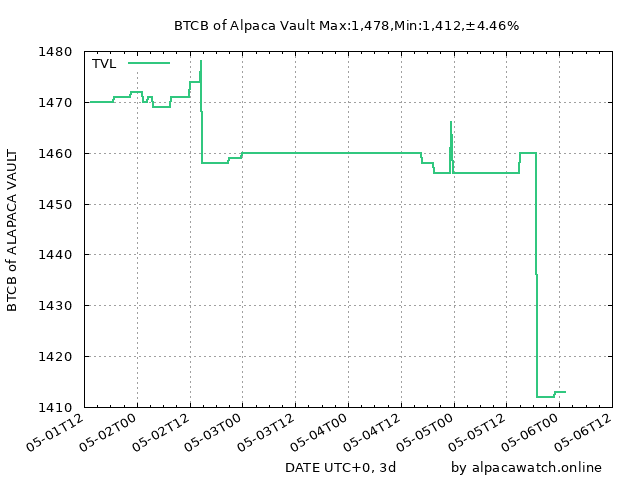 BTCB of Alpaca Vault Max:1,478,Min:1,412,±4.46%
TVL
BTCB of ALAPACA VAULT
1480
1470
1460
1450
1440
1430
1420
1410
05-01T12
05-02T00
05-02T12
05-03T00
05-03T12
05-04T00
05-04T12
05-05T00
05-05T12
05-06T00
05-06T12
DATE UTC+0, 3d
by alpacawatch.online